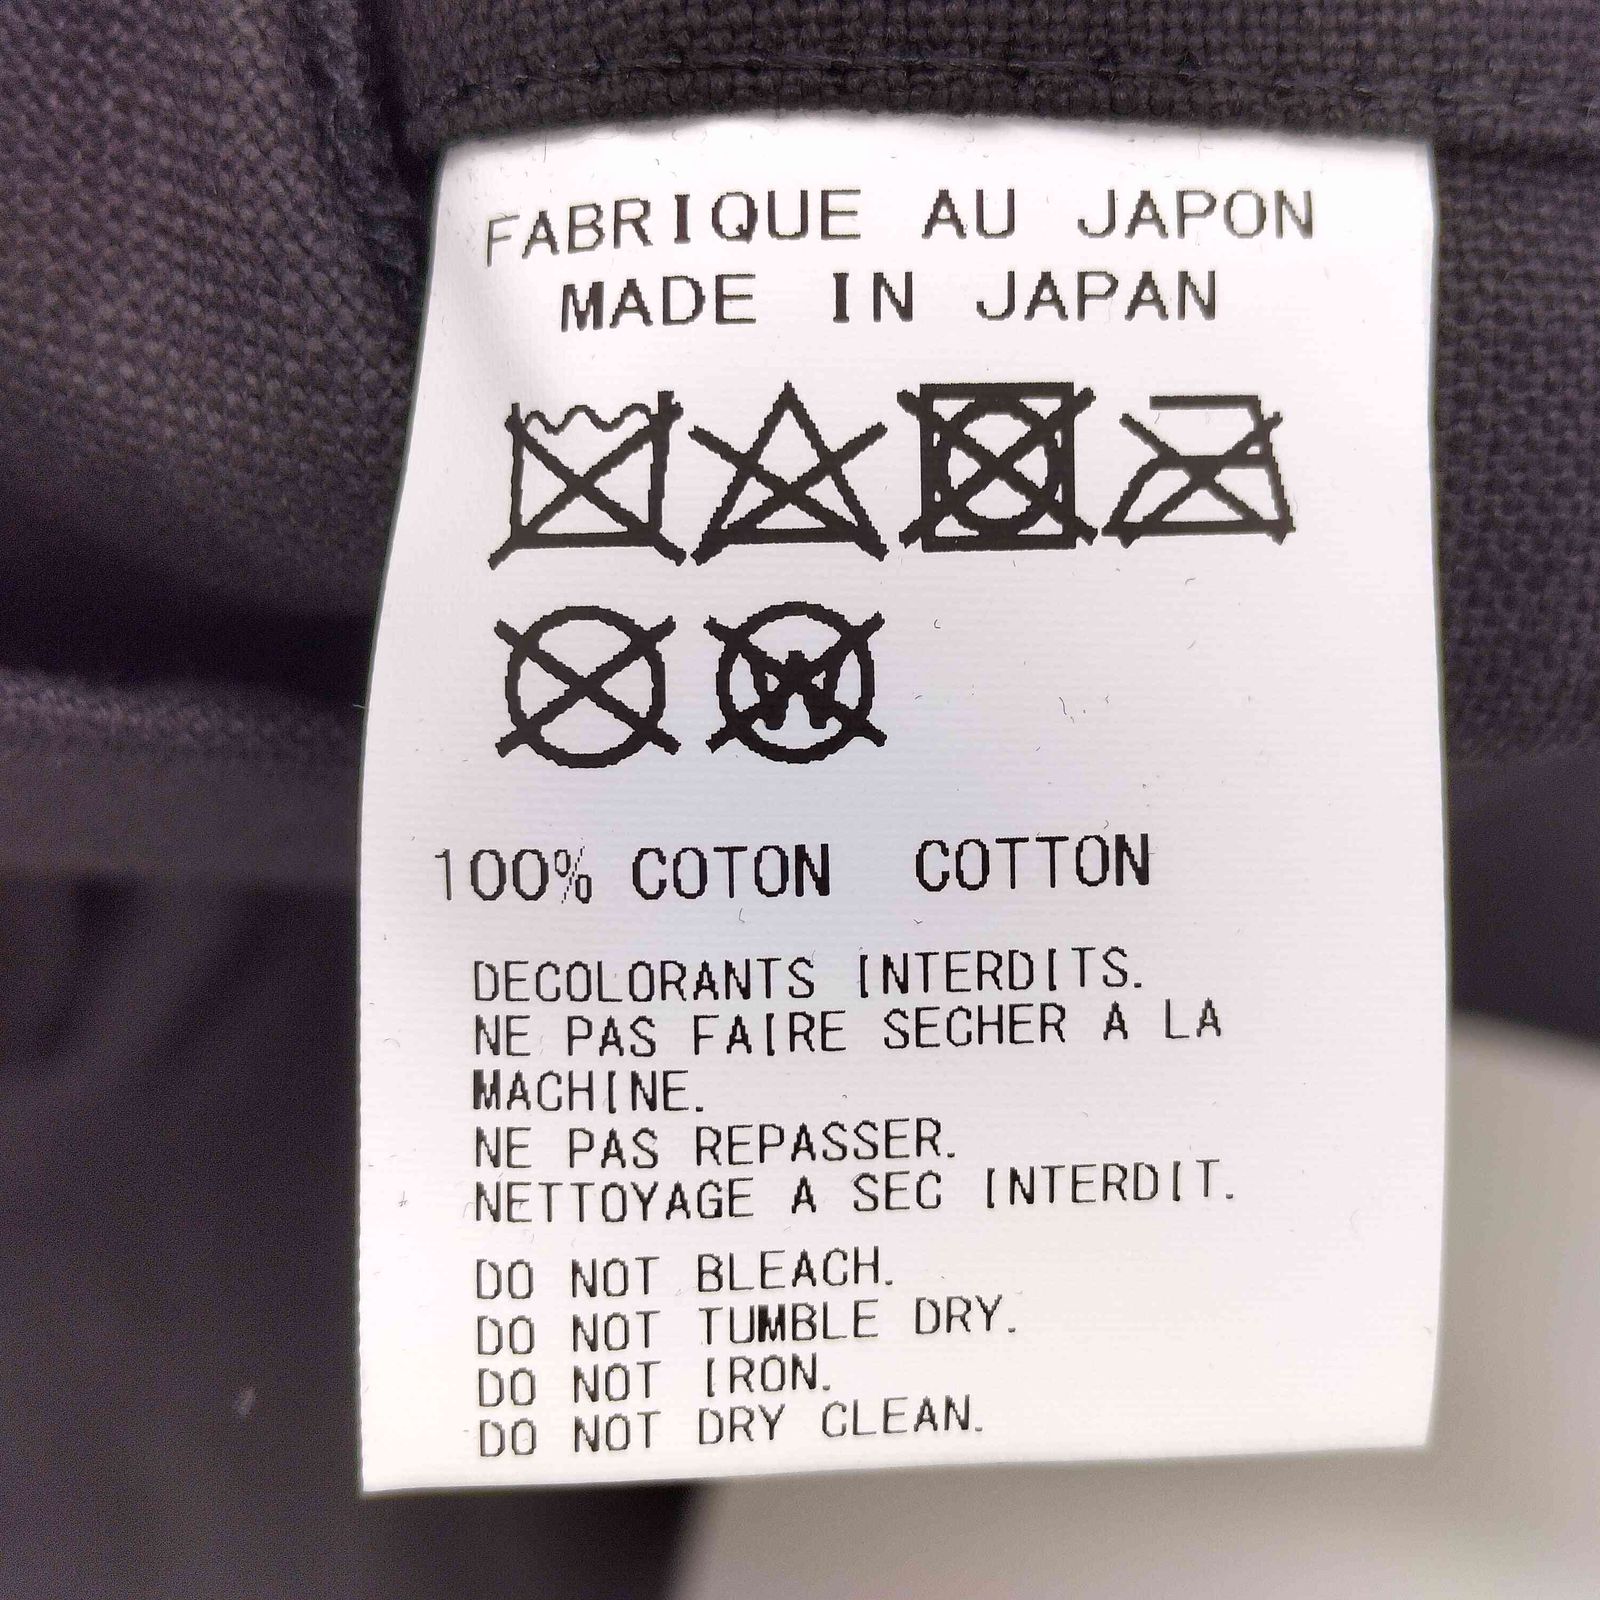 FABRIQUE AU JAPON
MADE IN JAPAN
W
100% COTON COTTON
DECOLORANTS INTERDITS.
NE PAS FAIRE SECHER A LA
MACHINE.
NE PAS REPASSER.
NETTOYAGE A SEC INTERDIT.
DO NOT BLEACH.
DO NOT TUMBLE DRY.
DO NOT IRON.
DO NOT DRY CLEAN.